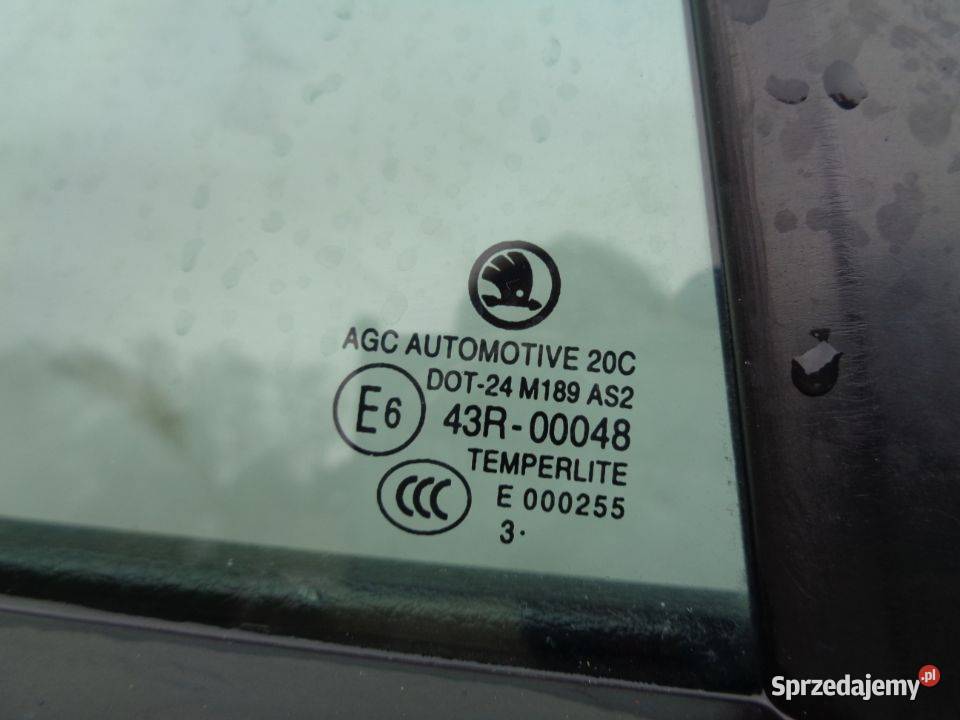 AGC AUTOMOTIVE 20C
DOT-24 M189 AS2
E6
43R-00048
TEMPERLITE
CCC
E 000255
3·
Sprzedajemy.pl